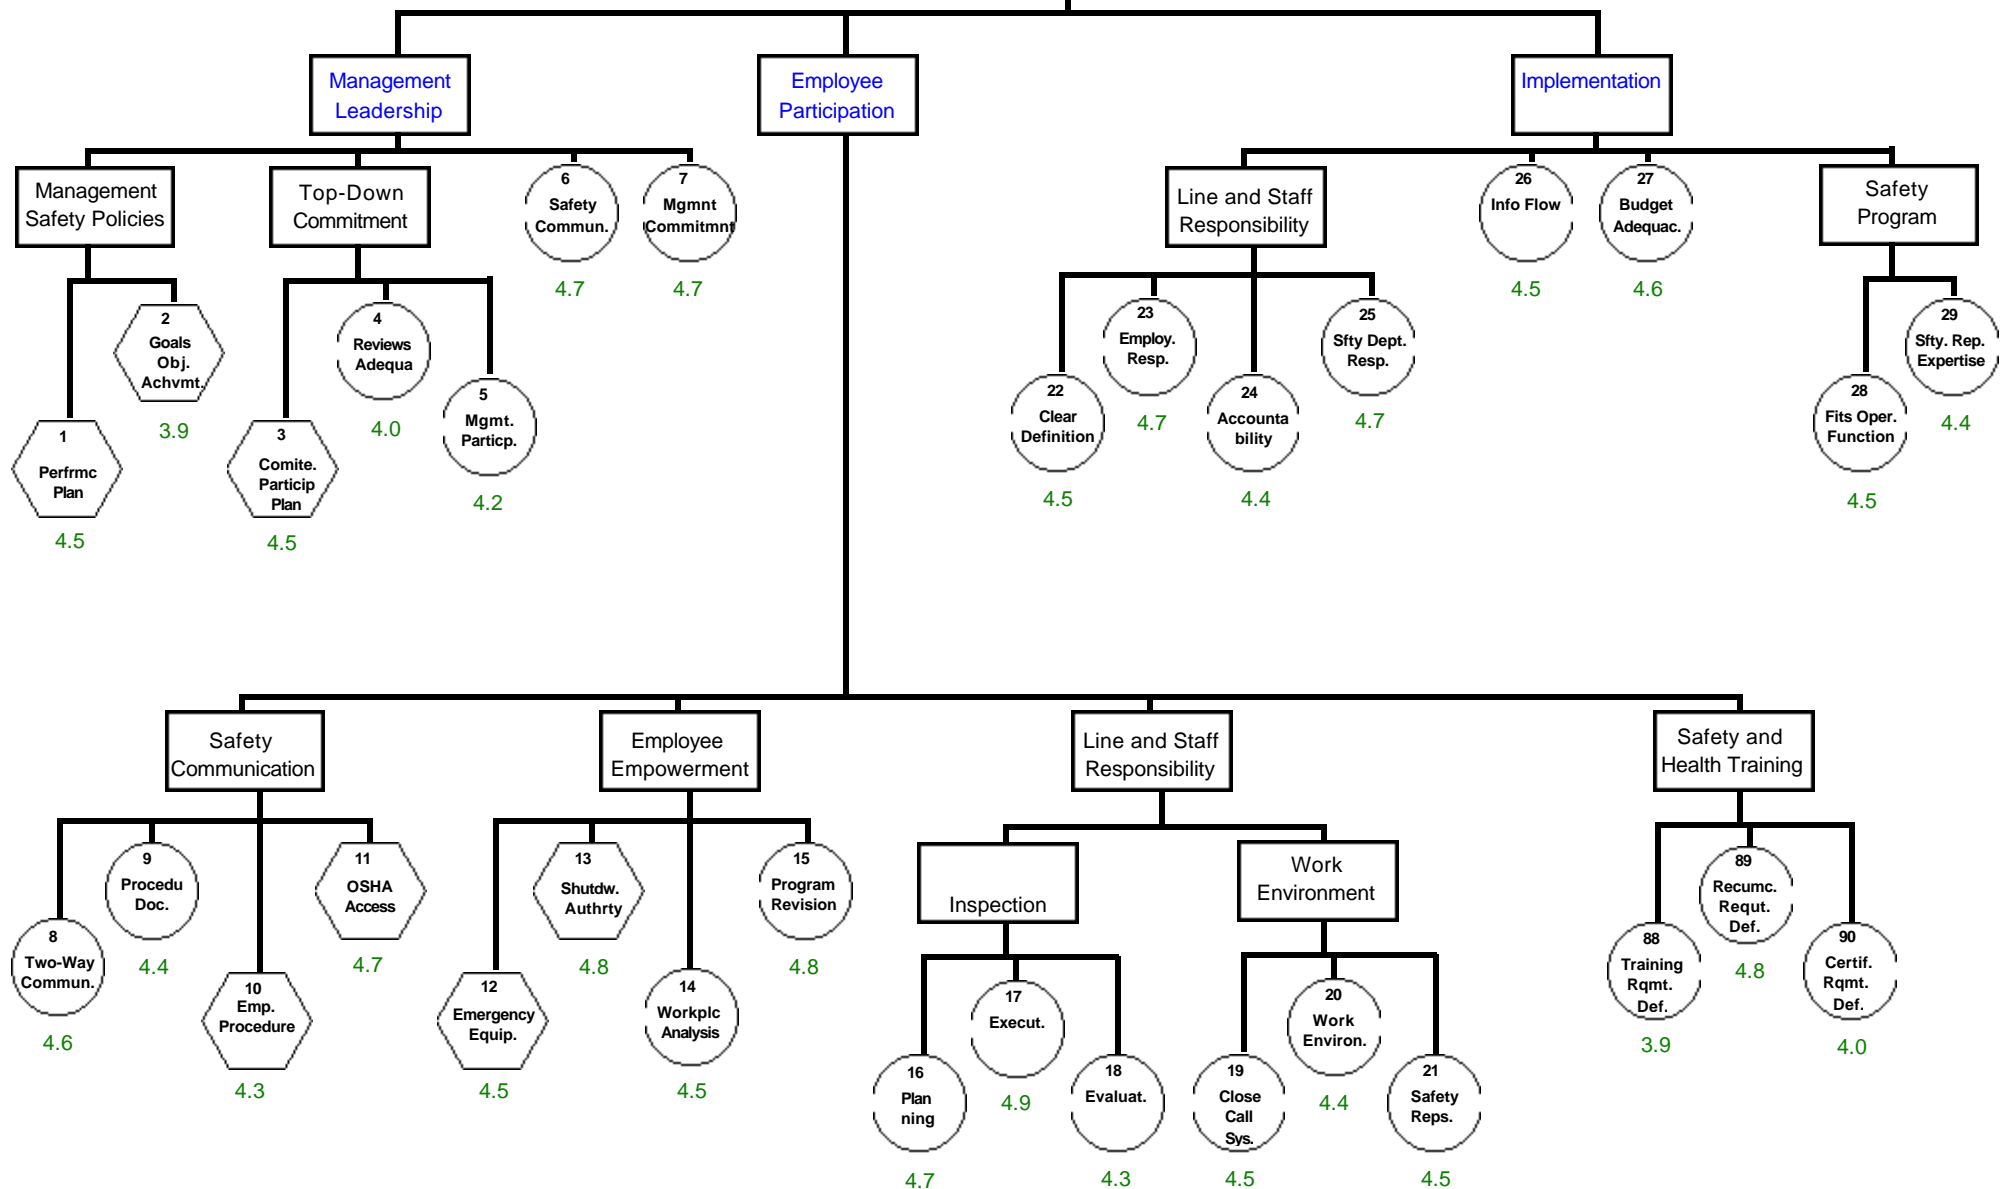 Management
Leadership
Employee
Participation
Implementation
Management
Safety Policies
Top-Down
Commitment
6
Safety
Commun.
4.7
7
Mgmnt
Commitmnt
4.7
Line and Staff
Responsibility
26
Info Flow
4.5
27
Budget
Adequac.
4.6
Safety
Program
1
Perfrmc
Plan
4.5
2
Goals
Obj.
Achvmt.
3.9
3
Comite.
Particip
Plan
4.5
4
Reviews
Adequa
4.0
5
Mgmt.
Particp.
4.2
22
Clear
Definition
4.5
23
Employ.
Resp.
4.7
24
Accounta
bility
4.4
25
Sfty Dept.
Resp.
4.7
28
Fits Oper.
Function
4.5
29
Sfty. Rep.
Expertise
4.4
Safety
Communication
Employee
Empowerment
Line and Staff
Responsibility
Safety and
Health Training
8
Two-Way
Commun.
4.6
9
Procedu
Doc.
4.4
10
Emp.
Procedure
4.3
11
OSHA
Access
4.7
12
Emergency
Equip.
4.5
13
Shutdw.
Authrty
4.8
14
Workplc
Analysis
4.5
15
Program
Revision
4.8
Inspection
Work
Environment
16
Plan
ning
4.7
17
Execut.
4.9
18
Evaluat.
4.3
19
Close
Call
Sys.
4.5
20
Work
Environ.
4.4
21
Safety
Reps.
4.5
88
Training
Rqmt.
Def.
3.9
89
Recumc.
Requt.
Def.
4.8
90
Certif.
Rqmt.
Def.
4.0